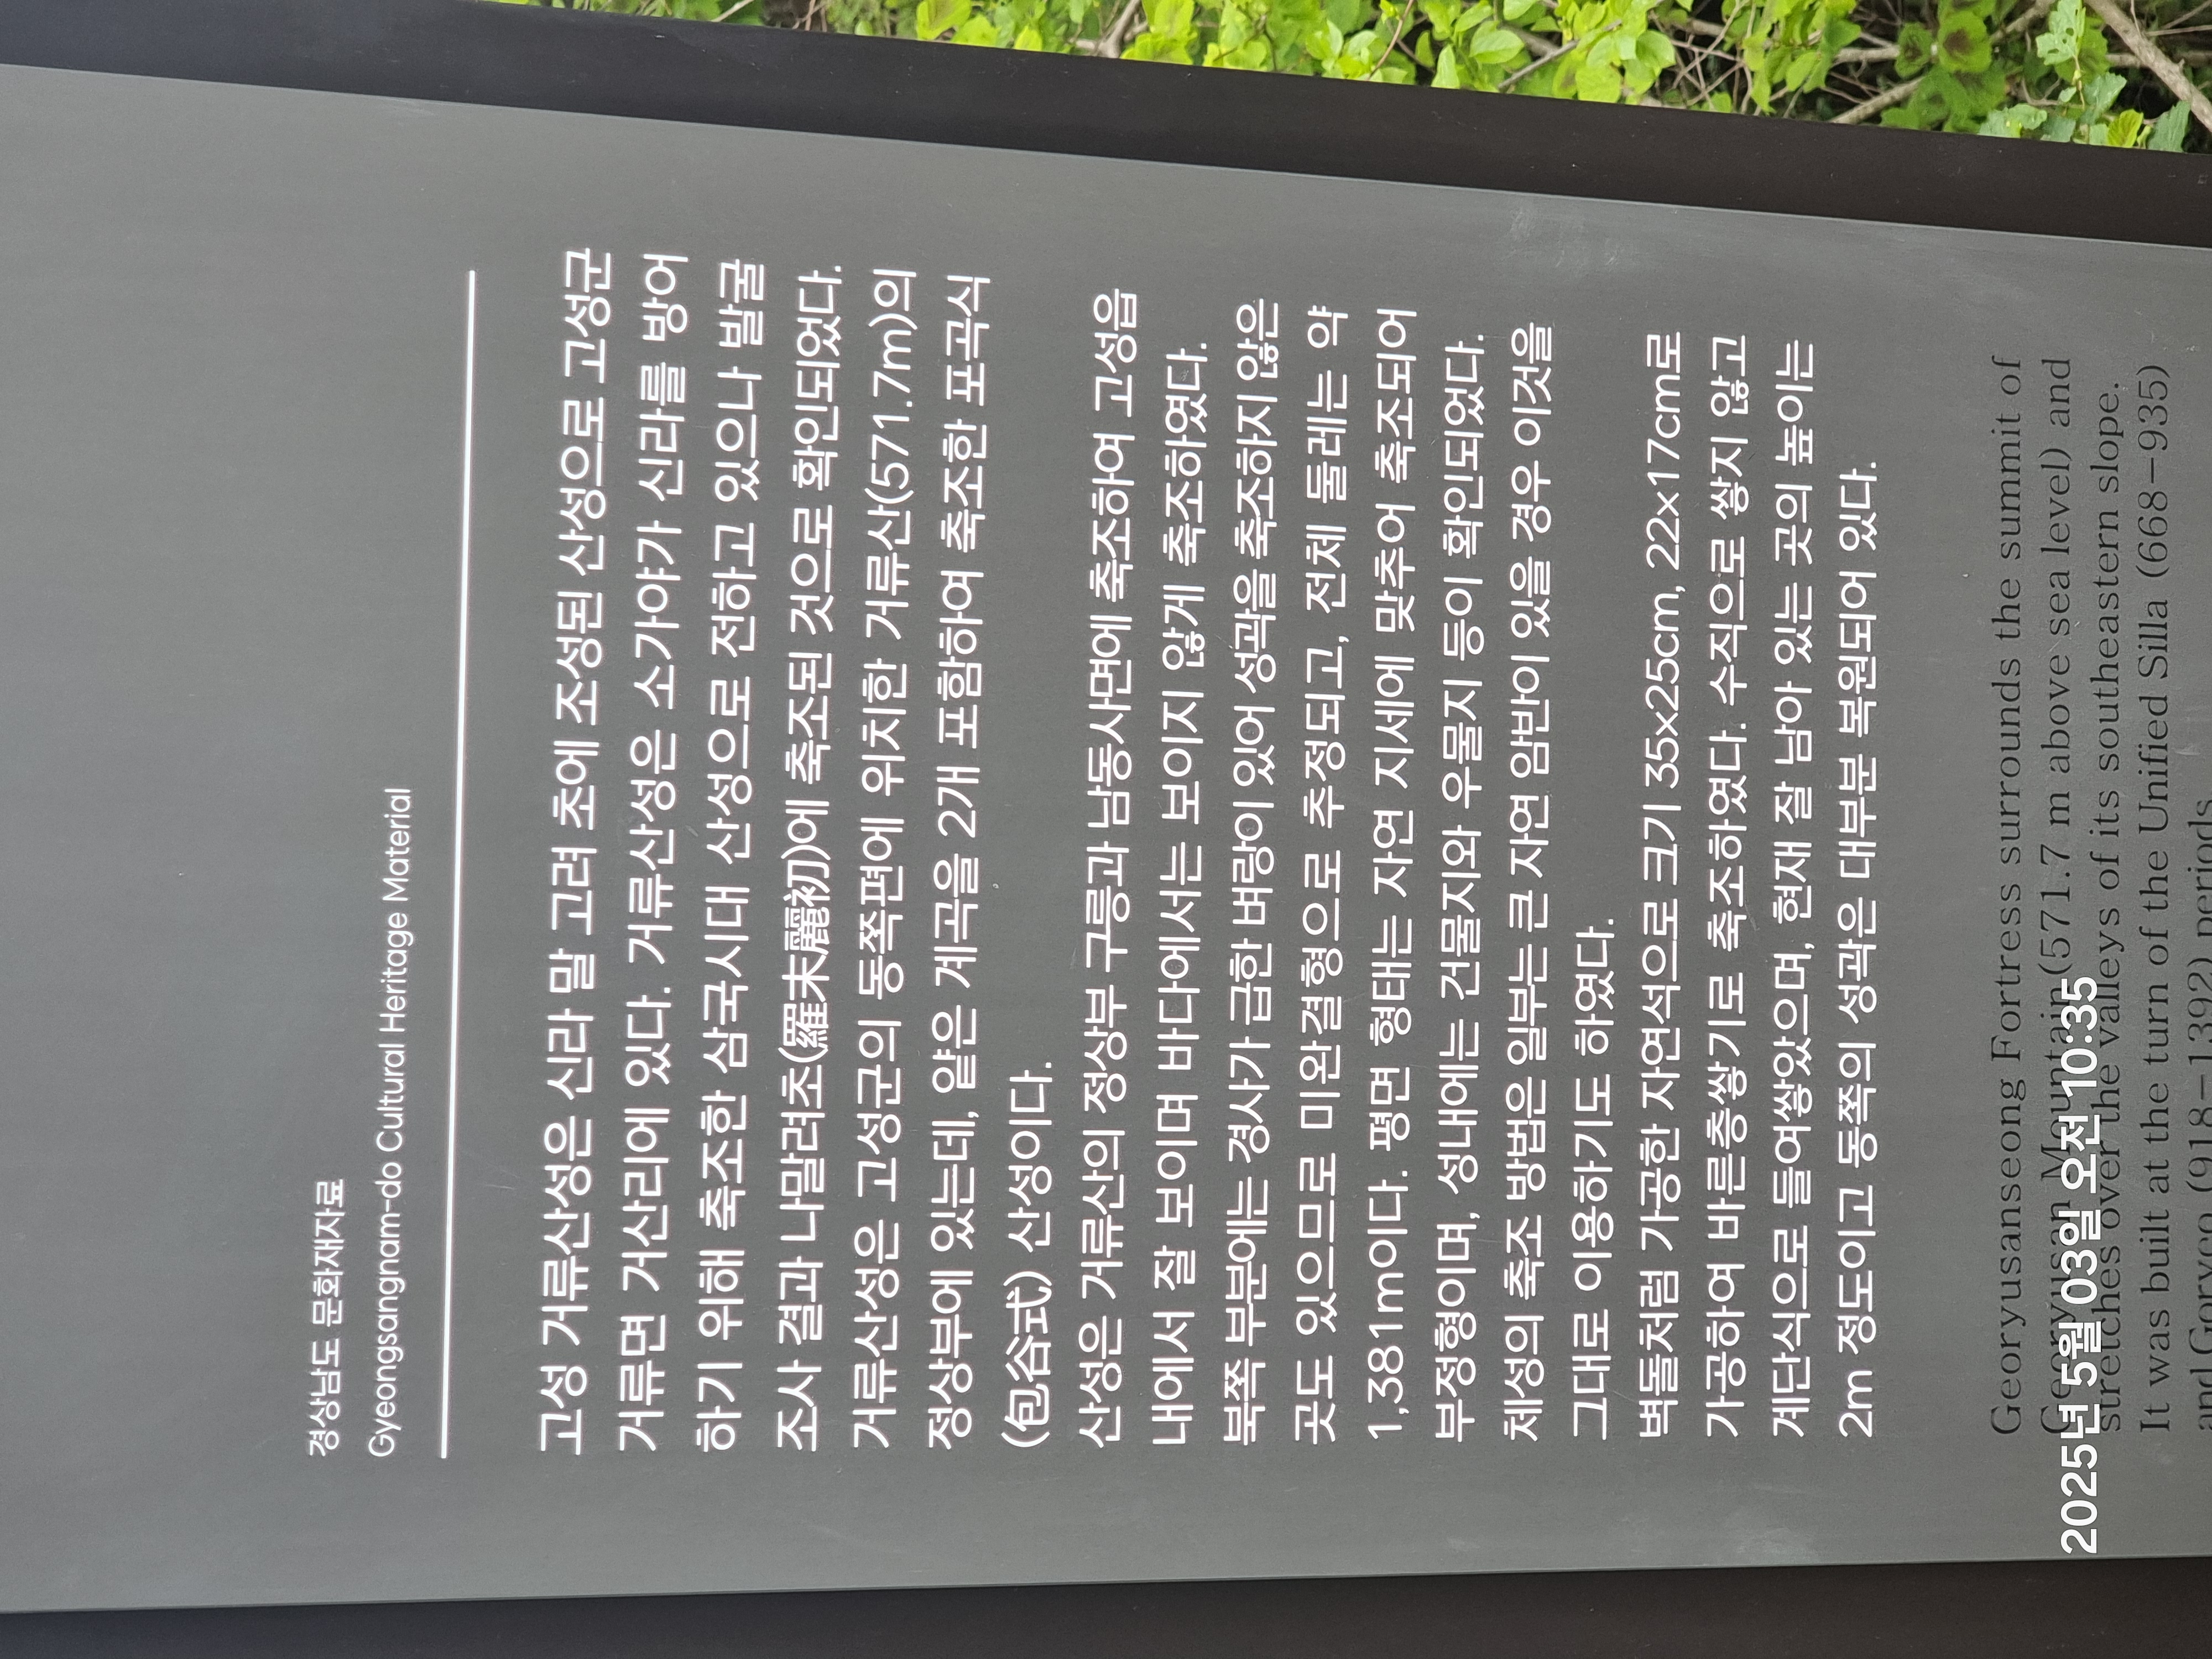 경상남도 문화재자료
Gyeongsangnam-do Cultural Heritage Material
고성 거류산성은 신라 말 고려 초에 조성된 산성으로 고성군
거류면 거산리에 있다. 거류산성은 소가야가 신라를 방어
하기 위해 축조한 삼국시대 산성으로 전하고 있으나 발굴
조사 결과 나말려초(羅末麗初)에 축조된 것으로 확인되었다.
거류산성은 고성군의 동쪽편에 위치한 거류산(571.7m)의
정상부에 있는데, 얕은 계곡을 2개 포함하여 축조한 포곡식
(包谷式) 산성이다.
산성은 거류산의 정상부 구릉과 남동사면에 축조하여 고성읍
내에서 잘 보이며 바다에서는 보이지 않게 축조하였다.
북쪽 부분에는 경사가 급한 벼랑이 있어 성곽을 축조하지 않은
곳도 있으므로 미완결형으로 추정되고, 전체 둘레는 약
1,381m이다. 평면 형태는 자연 지세에 맞추어 축조되어
부정형이며, 성내에는 건물지와 우물지 등이 확인되었다.
체성의 축조 방법은 일부는 큰 자연 암반이 있을 경우 이것을
그대로 이용하기도 하였다.
벽돌처럼 가공한 자연석으로 크기 35x25cm, 22x17cm로
가공하여 바른층쌓기로 축조하였다. 수직으로 쌓지 않고
계단식으로 들여쌓았으며, 현재 잘 남아 있는 곳의 높이는
2m 정도이고 동쪽의 성곽은 대부분 복원되어 있다.
Georyusanseong Fortress surrounds the summit of
Georyusan Mountain (571.7 m above sea level) and
stretches over the valleys of its southeastern slope.
It was built at the turn of the Unified Silla (668-935)
and Goryeo (918-1392) periods
2025년 5월 03일 오전 10:35